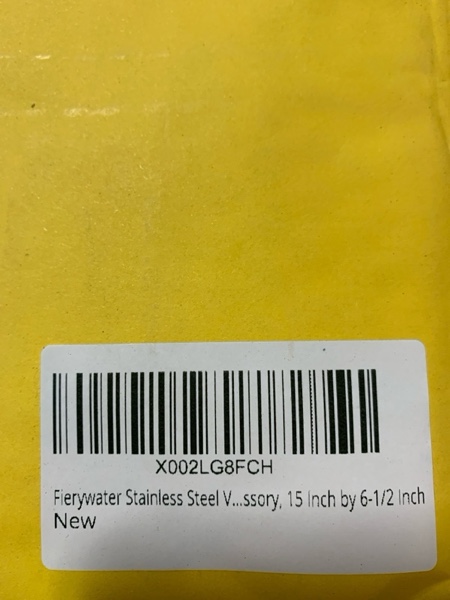 X002LG8FCH
Fierywater Stainless Steel V...ssory, 15 Inch by 6-1/2 Inch
New